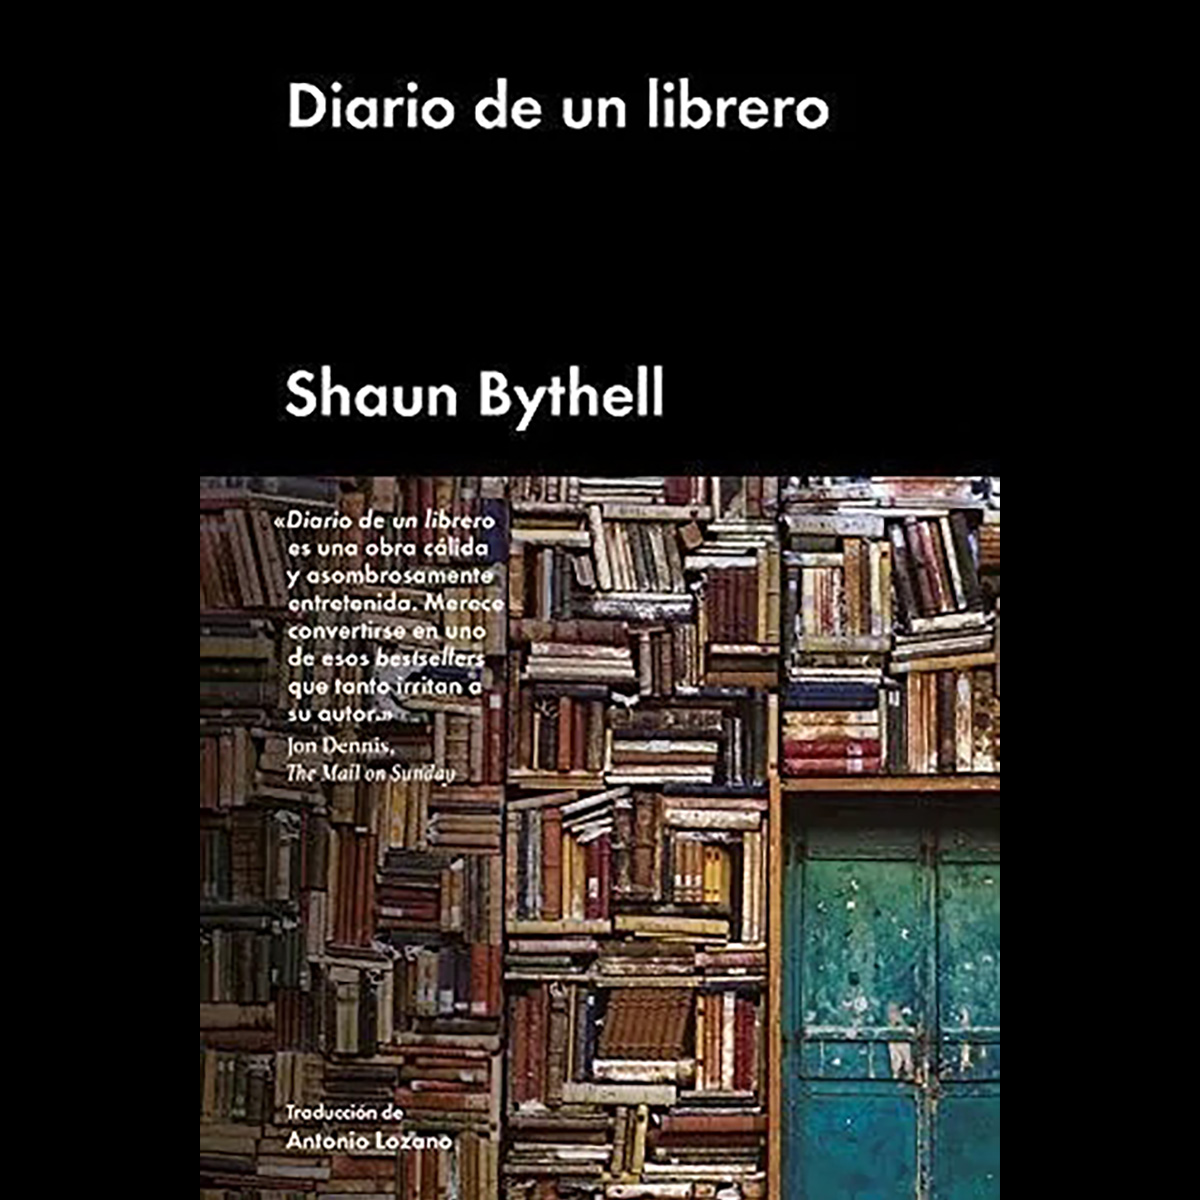 Diario de un librero
Shaun Bythell
«Diario de un librero
es una obra cálida
y asombrosamente
entretenida. Merece
convertirse en uno
de esos bestsellers
que tanto irritan a
su autor.»
Jon Dennis,
The Mail on Sunday
Traducción de
Antonio Lozano